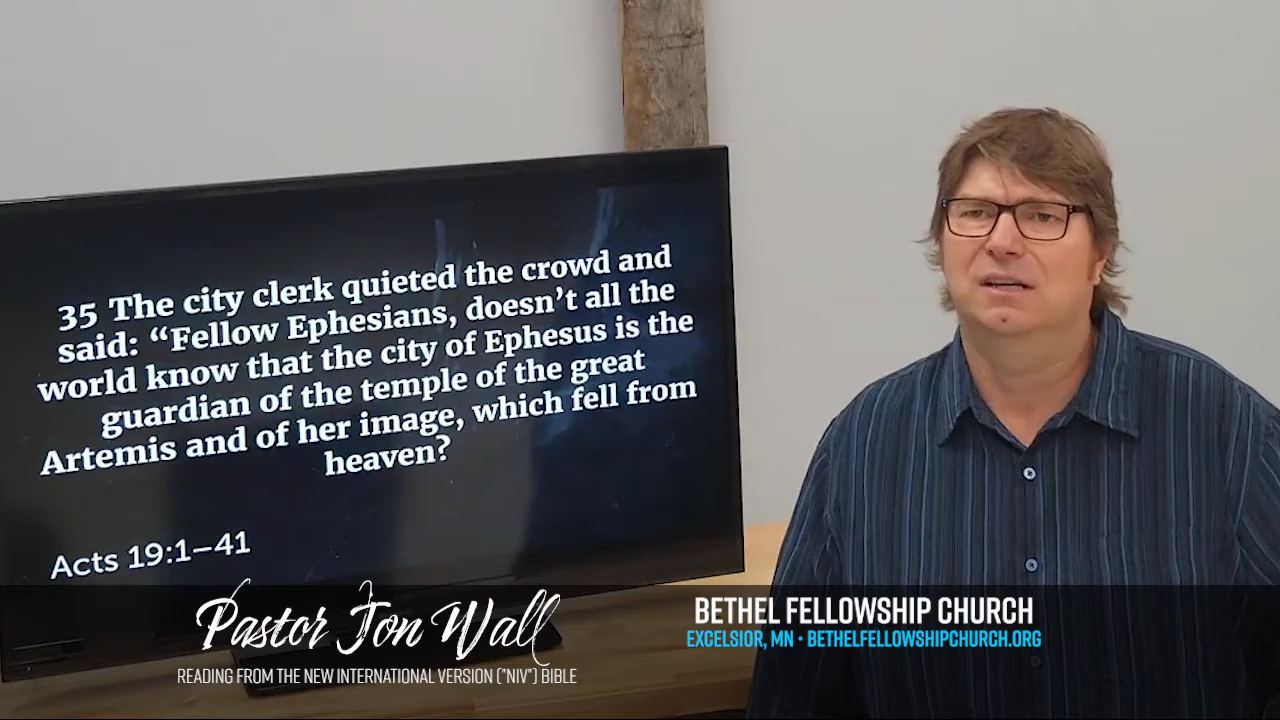 35 The city clerk quieted the crowd and
said: “Fellow Ephesians, doesn’t all the
world know that the city of Ephesus is the
guardian of the temple of the great
Artemis and of her image, which fell from
heaven?
Acts 19:1–41
Pastor Jon Wall
READING FROM THE NEW INTERNATIONAL VERSION ("NIV") BIBLE
BETHEL FELLOWSHIP CHURCH
EXCELSIOR, MN • BETHELFELLOWSHIPCHURCH.ORG